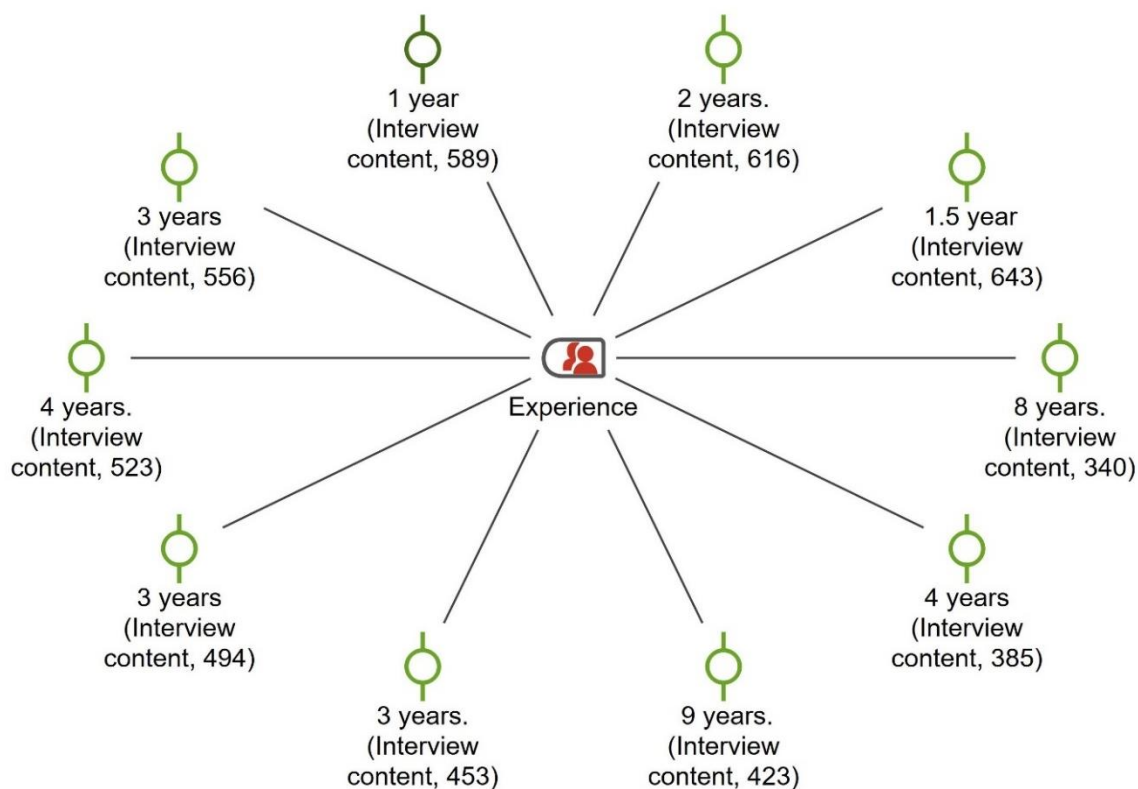 1 year
(Interview
content, 589)
2 years.
(Interview
content, 616)
3 years
(Interview
content, 556)
1.5 year
(Interview
content, 643)
Experience
4 years.
(Interview
content, 523)
8 years.
(Interview
content, 340)
3 years
(Interview
content, 494)
4 years
(Interview
content, 385)
3 years.
(Interview
content, 453)
9 years.
(Interview
content, 423)